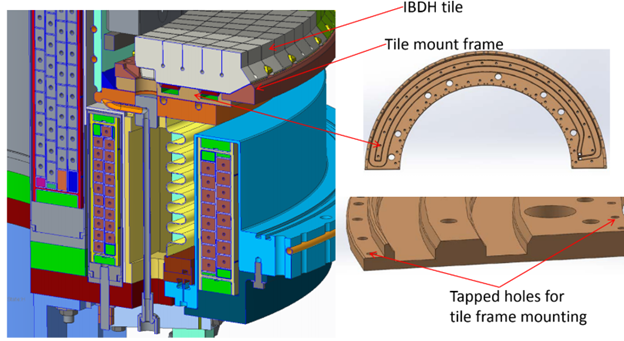 IBDH tile
Tile mount frame
Tapped holes for
tile frame mounting